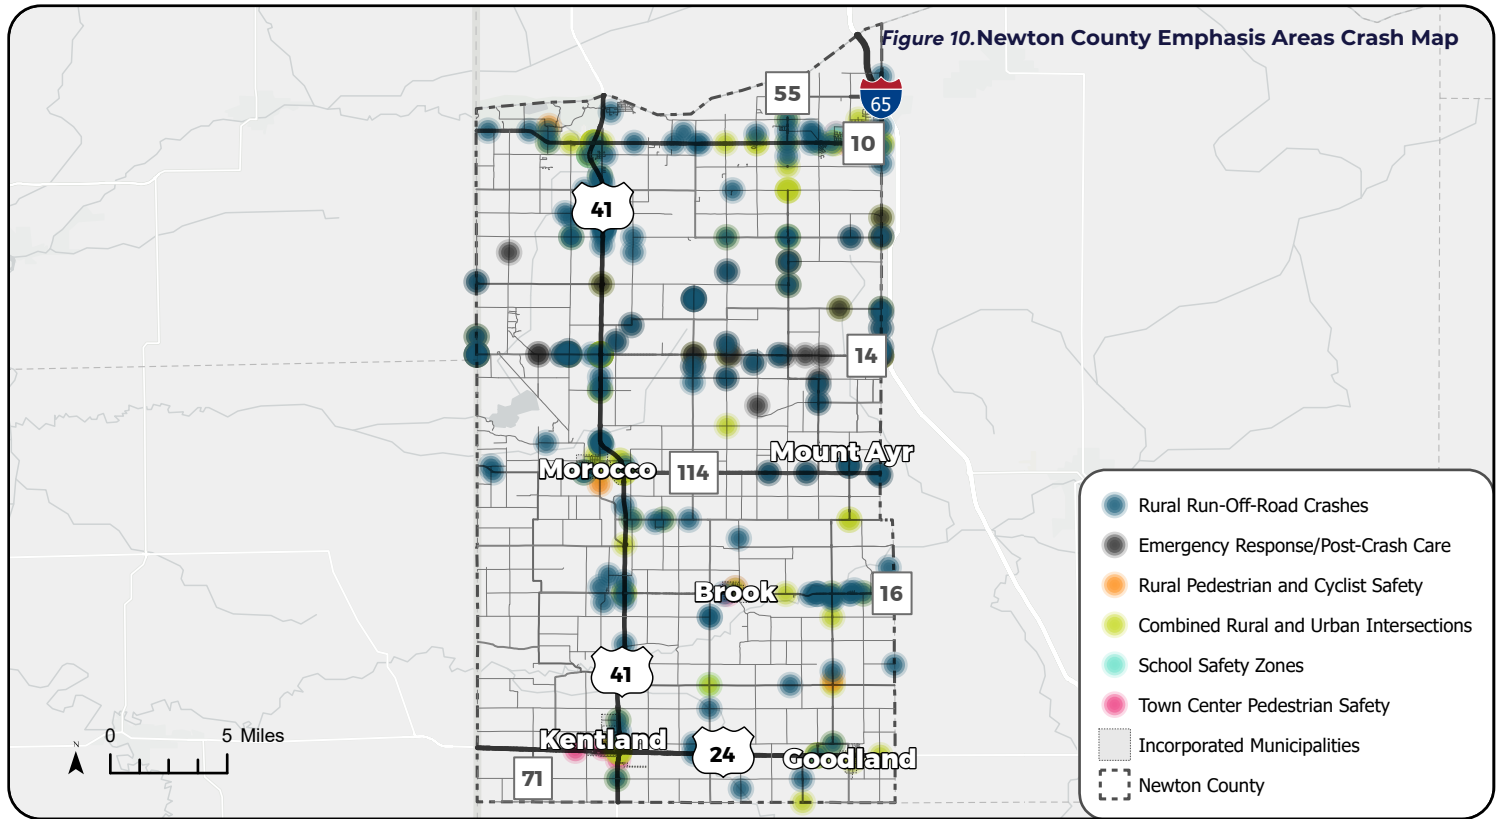 Figure 10.Newton County Emphasis Areas Crash Map
55
65
10
41
14
Mount Ayr
Morocco
114
Brook
16
41
Kentland
24
Goodland
71
N
0 5 Miles
Rural Run-Off-Road Crashes
Emergency Response/Post-Crash Care
Rural Pedestrian and Cyclist Safety
Combined Rural and Urban Intersections
School Safety Zones
Town Center Pedestrian Safety
Incorporated Municipalities
Newton County